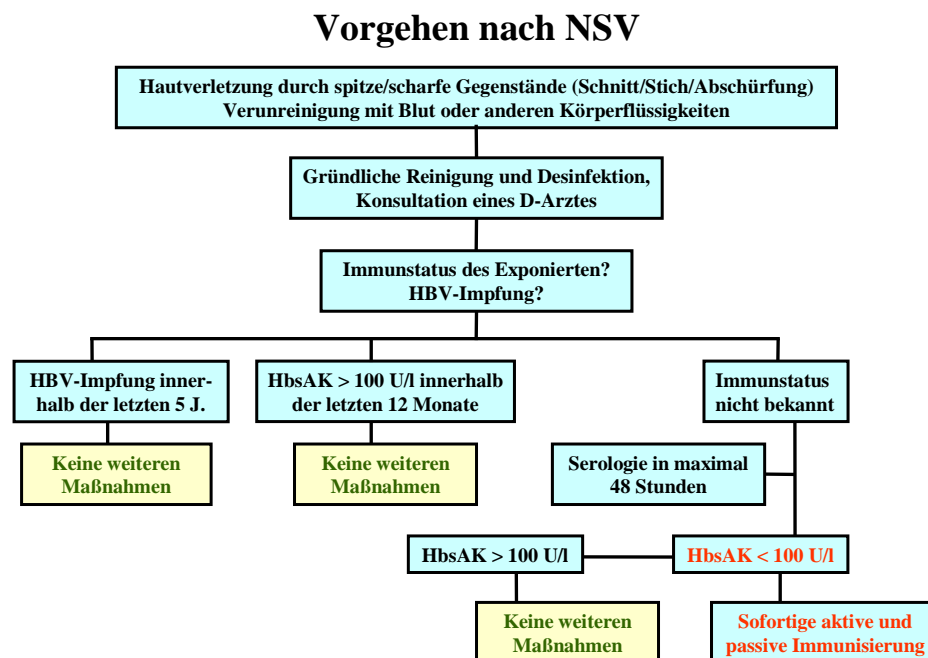 Vorgehen nach NSV
Hautverletzung durch spitze/scharfe Gegenstände (Schnitt/Stich/Abschürfung)
Verunreinigung mit Blut oder anderen Körperflüssigkeiten
Gründliche Reinigung und Desinfektion,
Konsultation eines D-Arztes
Immunstatus des Exponierten?
HBV-Impfung?
HBV-Impfung inner-
halb der letzten 5 J.
HbsAK > 100 U/l innerhalb
der letzten 12 Monate
Immunstatus
nicht bekannt
Keine weiteren
Maßnahmen
Keine weiteren
Maßnahmen
Serologie in maximal
48 Stunden
HbsAK > 100 U/l
HbsAK < 100 U/l
Keine weiteren
Maßnahmen
Sofortige aktive und
passive Immunisierung